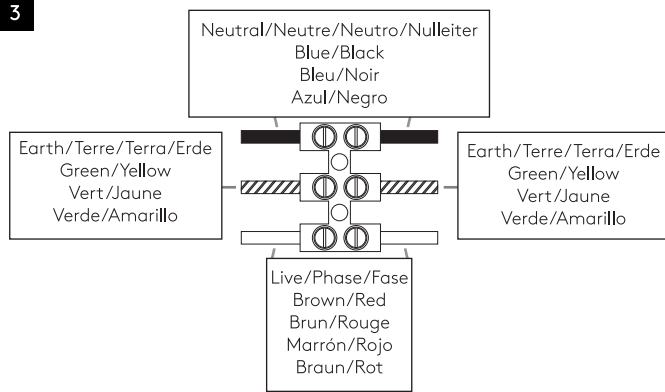 3
Neutral/Neutre/Neutro/Nulleiter
Blue/Black
Bleu/Noir
Azul/Negro
Earth/Terre/Terra/Erde
Green/Yellow
Vert/Jaune
Verde/Amarillo
Earth/Terre/Terra/Erde
Green/Yellow
Vert/Jaune
Verde/Amarillo
Live/Phase/Fase
Brown/Red
Brun/Rouge
Marrón/Rojo
Braun/Rot